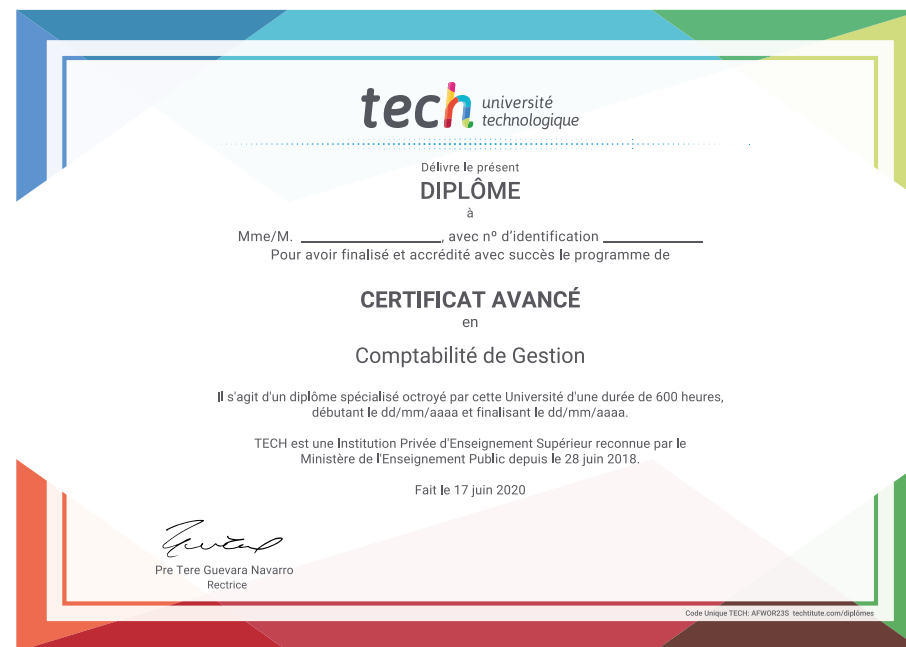 tech université
technologique
Délivre le présent
DIPLÔME
à
Mme/M. ____________________, avec nº d'identification ______________
Pour avoir finalisé et accrédité avec succès le programme de
CERTIFICAT AVANCÉ
en
Comptabilité de Gestion
Il s'agit d'un diplôme spécialisé octroyé par cette Université d'une durée de 600 heures,
débutant le dd/mm/aaaa et finalisant le dd/mm/aaaa.
TECH est une Institution Privée d'Enseignement Supérieur reconnue par le
Ministère de l'Enseignement Public depuis le 28 juin 2018.
Fait le 17 juin 2020
Pre Tere Guevara Navarro
Rectrice
Code Unique TECH: AFWOR23S techtitute.com/diplômes